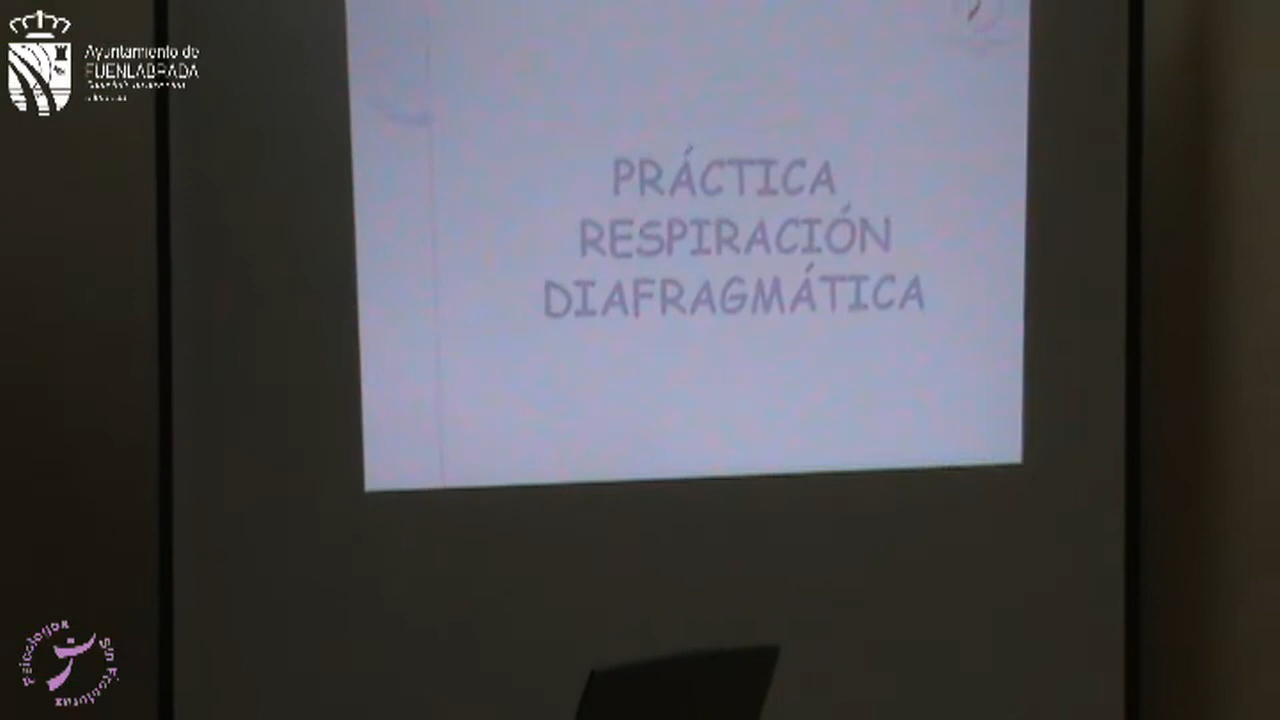 Ayuntamiento de
FUENLABRADA
PRÁCTICA
RESPIRACIÓN
DIAFRAGMÁTICA
Psicólogos Sin Fronteras